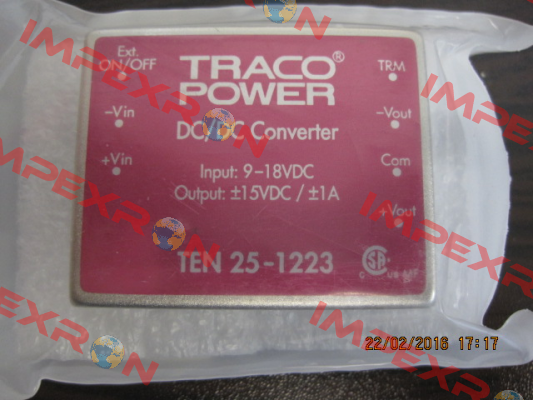 Ext.
ON/OFF
TRACO®
POWER
TRM
-Vin
-Vout
DC/DC Converter
+Vin
Com
Input: 9-18VDC
Output: ±15VDC / ±1A
+Vout
TEN 25-1223
22/02/2016 17:17
IMPEXRON
IMPEXRON
IMPEXRON
IMPEXRON